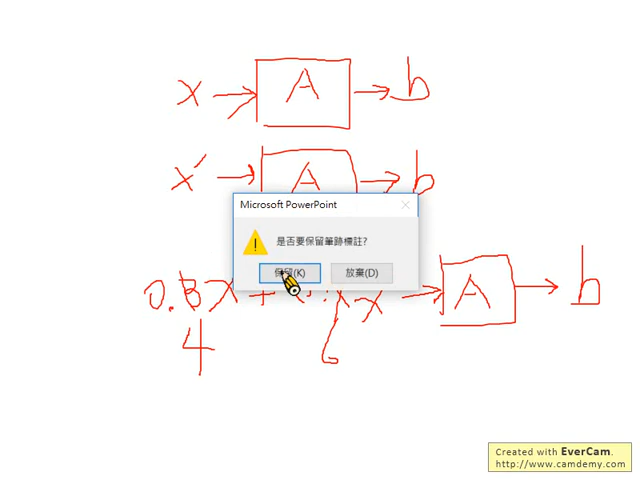 x → A → b
x′ → A → b
Microsoft PowerPoint
是否要保留筆跡標註?
保留(K)
放棄(D)
x + x → A → b
4 6
Created with EverCam.
http://www.camdemy.com